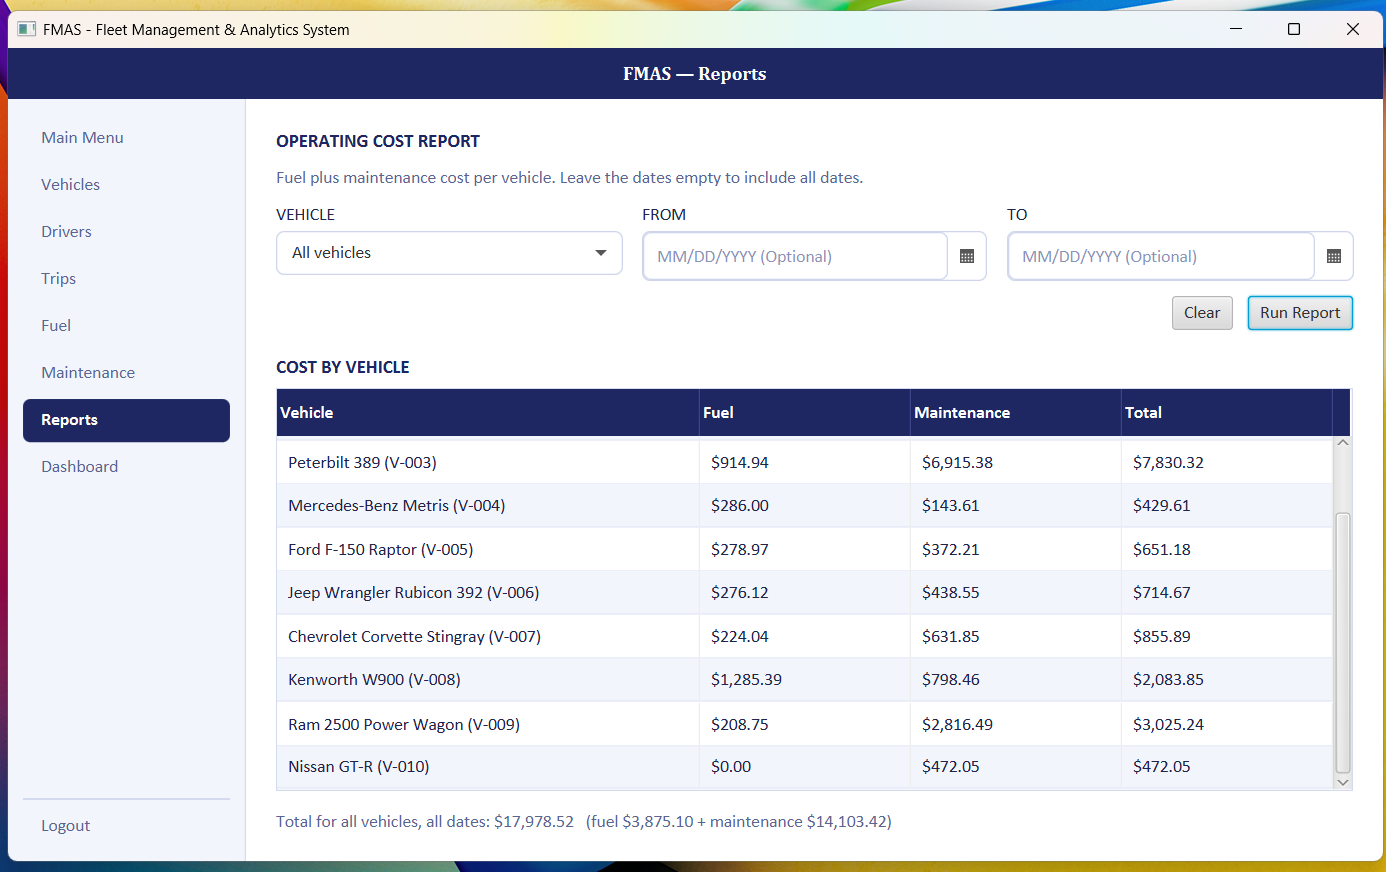 FMAS - Fleet Management & Analytics System
FMAS — Reports
Main Menu
Vehicles
Drivers
Trips
Fuel
Maintenance
Reports
Dashboard
Logout
OPERATING COST REPORT
Fuel plus maintenance cost per vehicle. Leave the dates empty to include all dates.
VEHICLE FROM TO
All vehicles MM/DD/YYYY (Optional) MM/DD/YYYY (Optional)
Clear Run Report
COST BY VEHICLE
Vehicle Fuel Maintenance Total
Peterbilt 389 (V-003) $914.94 $6,915.38 $7,830.32
Mercedes-Benz Metris (V-004) $286.00 $143.61 $429.61
Ford F-150 Raptor (V-005) $278.97 $372.21 $651.18
Jeep Wrangler Rubicon 392 (V-006) $276.12 $438.55 $714.67
Chevrolet Corvette Stingray (V-007) $224.04 $631.85 $855.89
Kenworth W900 (V-008) $1,285.39 $798.46 $2,083.85
Ram 2500 Power Wagon (V-009) $208.75 $2,816.49 $3,025.24
Nissan GT-R (V-010) $0.00 $472.05 $472.05
Total for all vehicles, all dates: $17,978.52 (fuel $3,875.10 + maintenance $14,103.42)